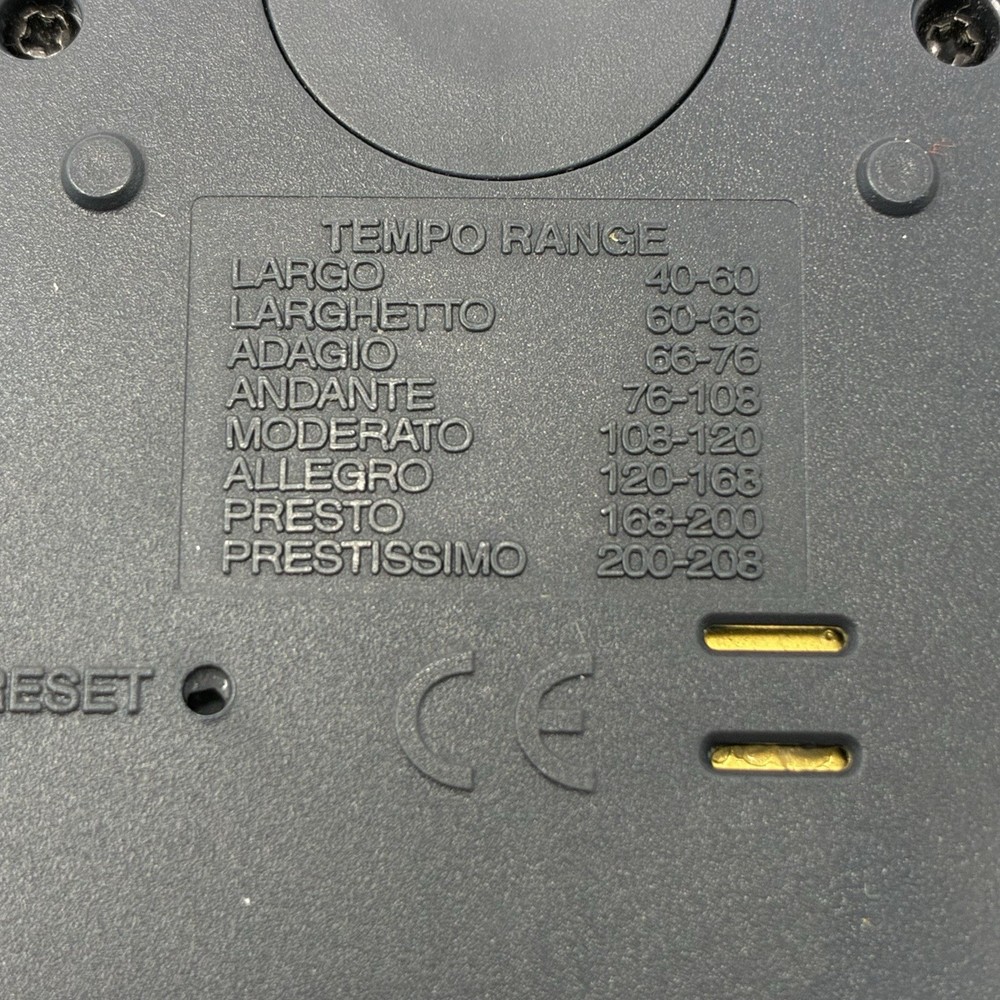 TEMPO RANGE
LARGO 40-60
LARGHETTO 60-66
ADAGIO 66-76
ANDANTE 76-108
MODERATO 108-120
ALLEGRO 120-168
PRESTO 168-200
PRESTISSIMO 200-208
RESET
CE